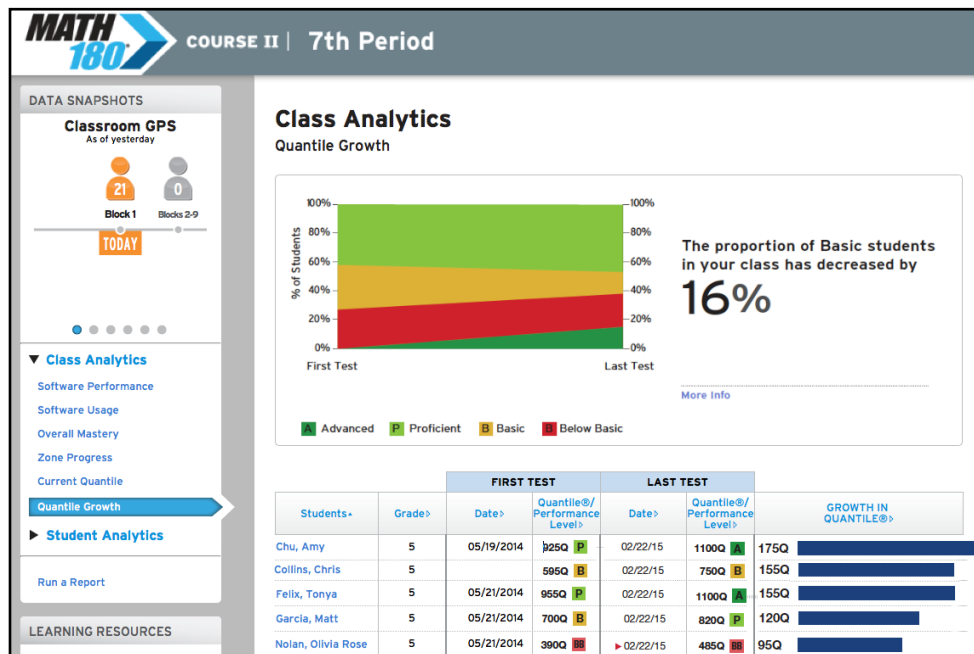 MATH
180
COURSE II | 7th Period
DATA SNAPSHOTS
Classroom GPS
As of yesterday
21 0
Block 1 Blocks 2-9
TODAY
Class Analytics
Software Performance
Software Usage
Overall Mastery
Zone Progress
Current Quantile
Quantile Growth
Student Analytics
Run a Report
LEARNING RESOURCES
Class Analytics
Quantile Growth
% of Students
100% 100%
80% 80%
60% 60%
40% 40%
20% 20%
0% 0%
First Test Last Test
A Advanced P Proficient B Basic B Below Basic
The proportion of Basic students
in your class has decreased by
16%
More Info
FIRST TEST LAST TEST
Students Grade Date Quantile®/ Performance Level Date Quantile®/ Performance Level GROWTH IN QUANTILE®
Chu, Amy 5 05/19/2014 925Q P 02/22/15 1100Q A 175Q
Collins, Chris 5 595Q B 02/22/15 750Q B 155Q
Felix, Tonya 5 05/21/2014 955Q P 02/22/15 1100Q A 155Q
Garcia, Matt 5 05/21/2014 700Q B 02/22/15 820Q P 120Q
Nolan, Olivia Rose 5 05/21/2014 390Q BB 02/22/15 485Q BB 95Q